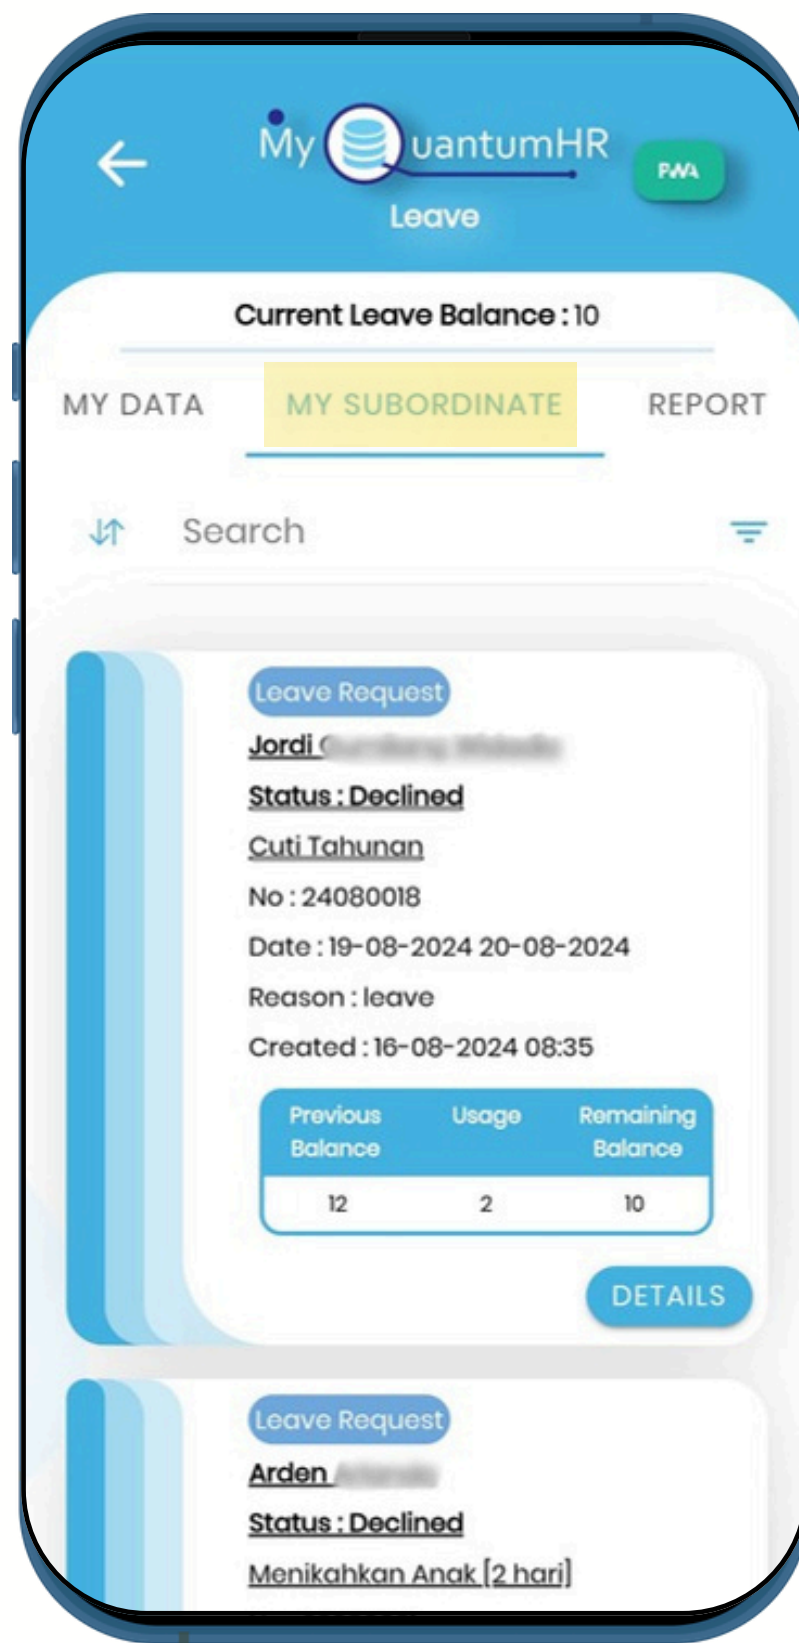 My QuantumHR
PWA
Leave
Current Leave Balance : 10
MY DATA MY SUBORDINATE REPORT
Search
Leave Request
Jordi
Status : Declined
Cuti Tahunan
No : 24080018
Date : 19-08-2024 20-08-2024
Reason : leave
Created : 16-08-2024 08:35
Previous Balance Usage Remaining Balance
12 2 10
DETAILS
Leave Request
Arden
Status : Declined
Menikahkan Anak [2 hari]